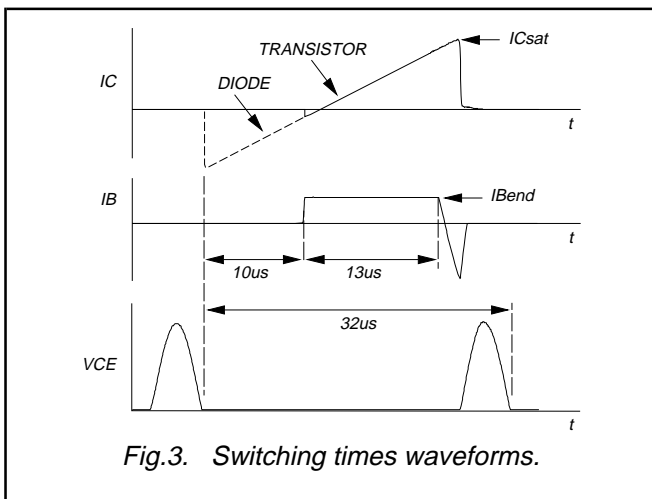 ICsat
TRANSISTOR
IC
DIODE
t
IB
IBend
t
10us
13us
32us
VCE
t
Fig.3. Switching times waveforms.